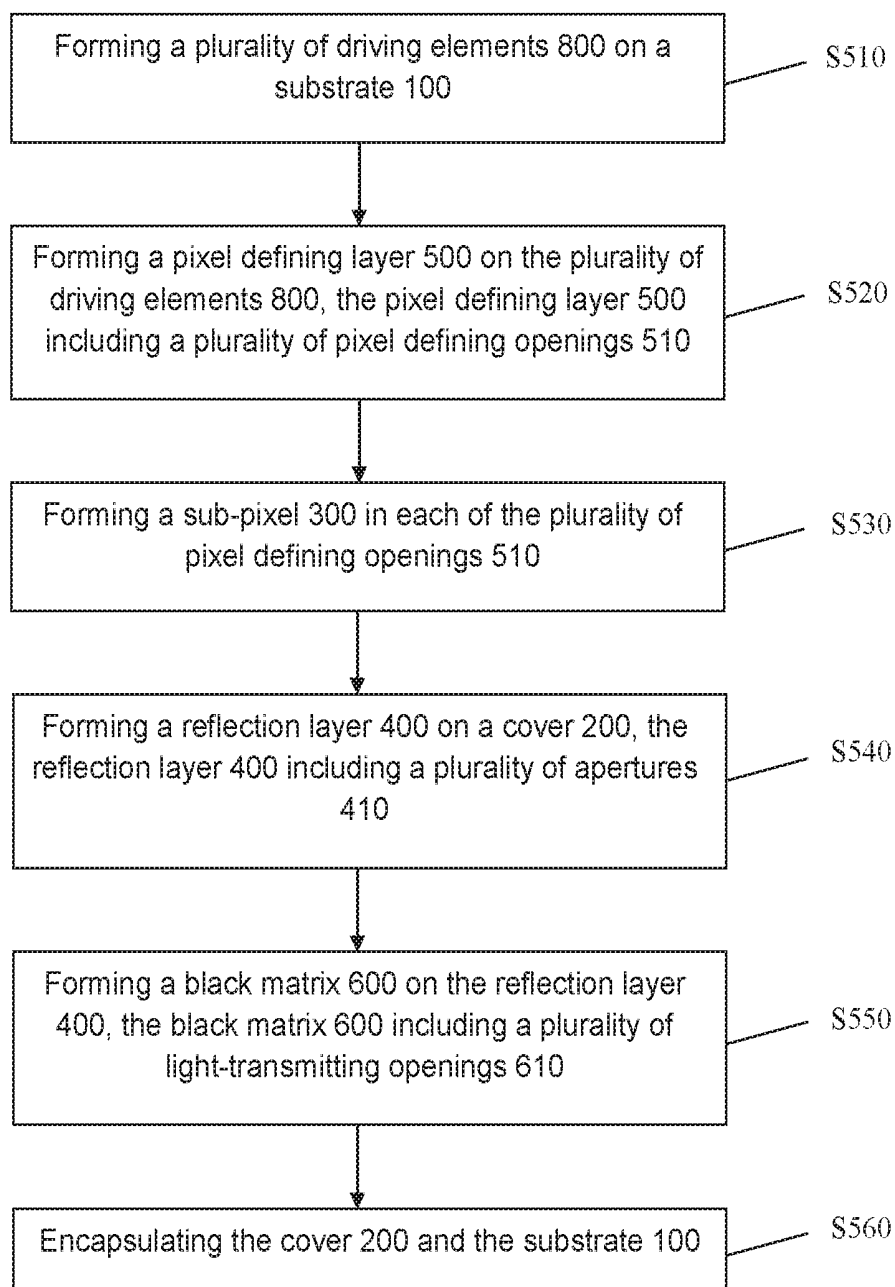 Forming a plurality of driving elements 800 on a
substrate 100
S510
Forming a pixel defining layer 500 on the plurality of
driving elements 800, the pixel defining layer 500
including a plurality of pixel defining openings 510
S520
Forming a sub-pixel 300 in each of the plurality of
pixel defining openings 510
S530
Forming a reflection layer 400 on a cover 200, the
reflection layer 400 including a plurality of apertures
410
S540
Forming a black matrix 600 on the reflection layer
400, the black matrix 600 including a plurality of
light-transmitting openings 610
S550
Encapsulating the cover 200 and the substrate 100
S560